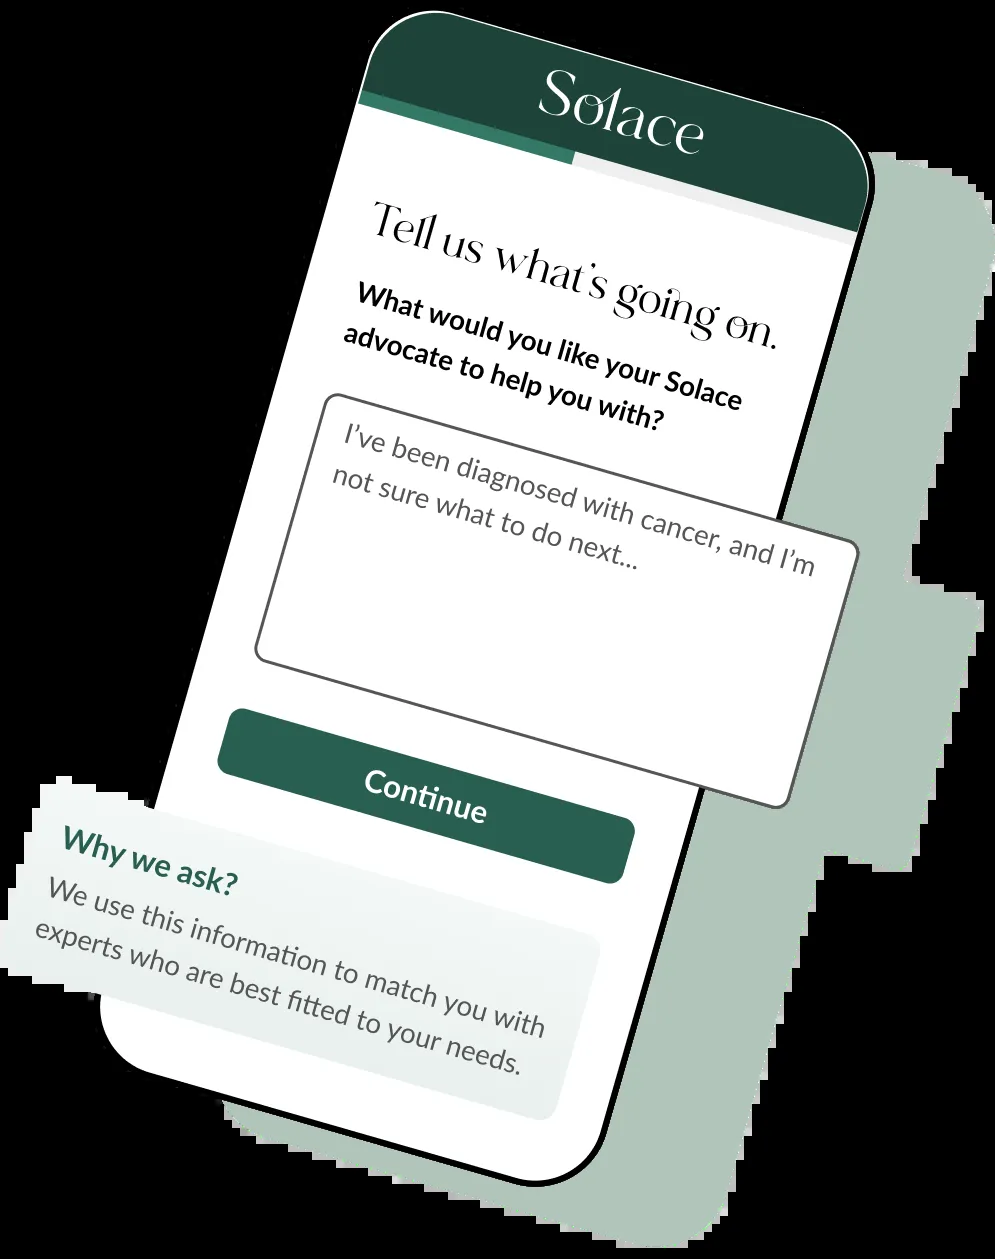 Solace
Tell us what's going on.
What would you like your Solace
advocate to help you with?
I've been diagnosed with cancer, and I'm
not sure what to do next...
Continue
Why we ask?
We use this information to match you with
experts who are best fitted to your needs.